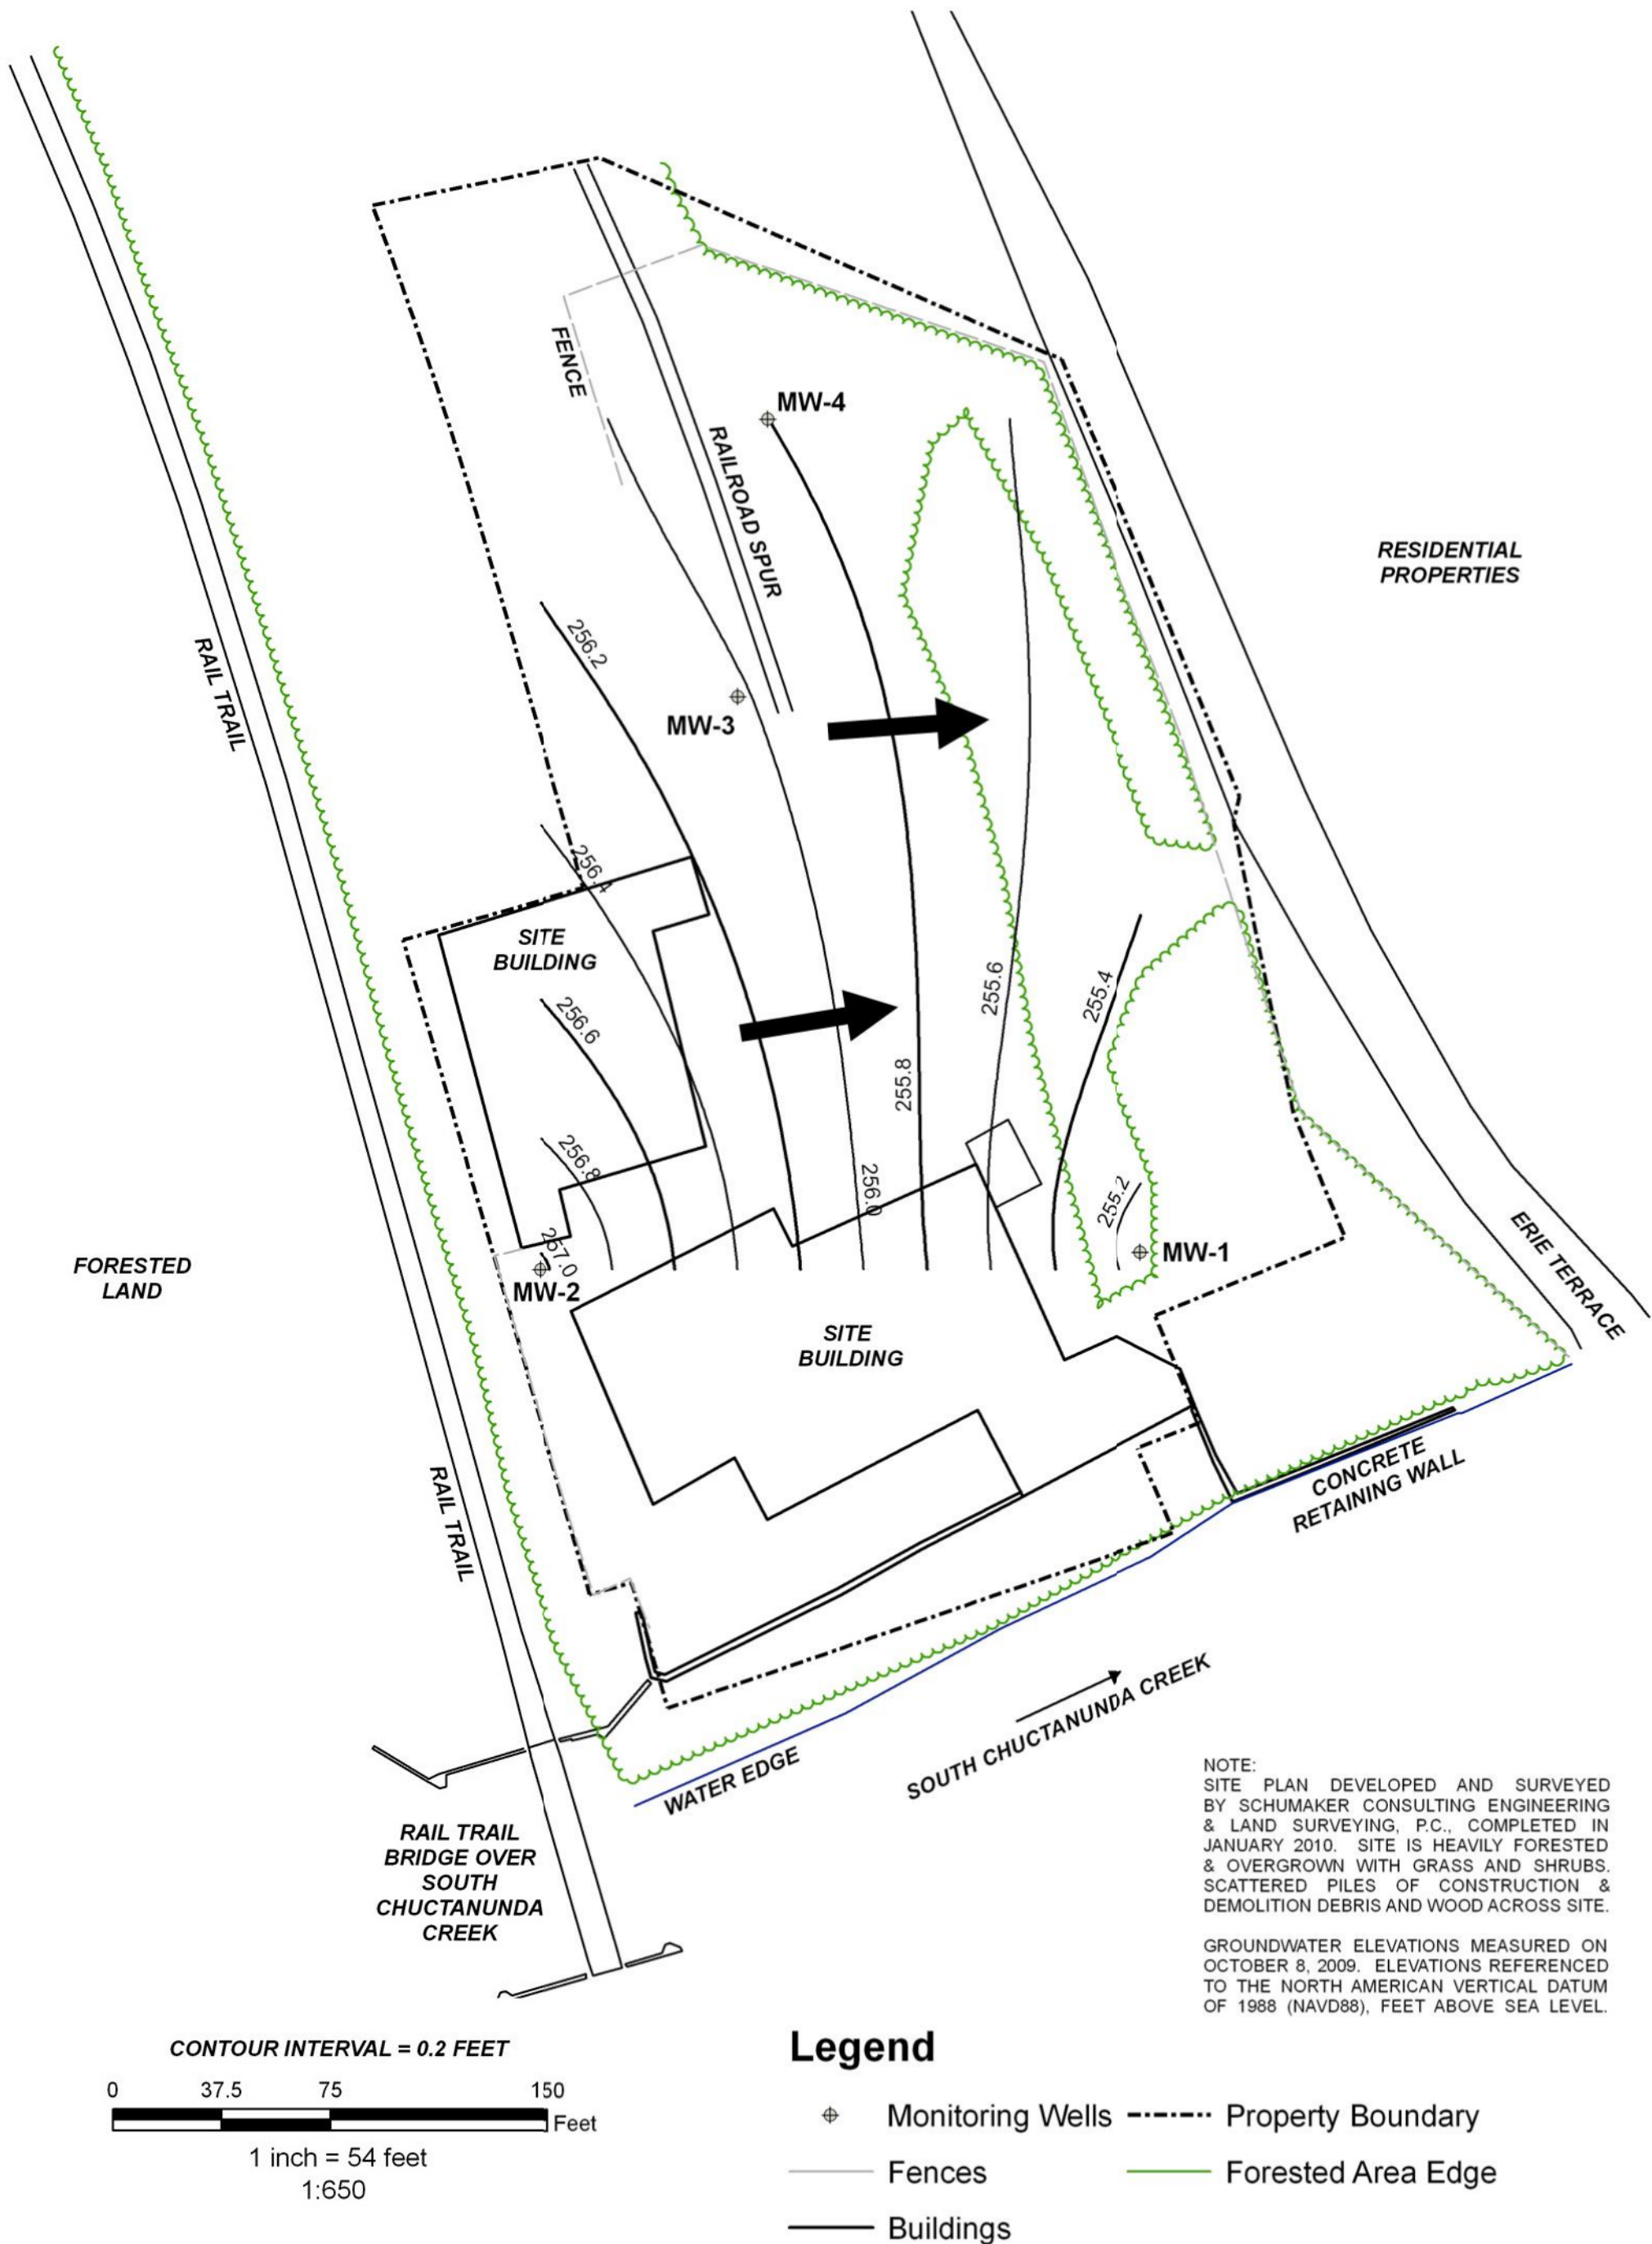 MW-4
FENCE
RAILROAD SPUR
RESIDENTIAL
PROPERTIES
256.2
RAIL TRAIL
MW-3
256.4
SITE
BUILDING
255.6
255.4
256.6
255.8
256.8
256.0
255.2
257.0
MW-1
MW-2
FORESTED
LAND
ERIE TERRACE
SITE
BUILDING
CONCRETE
RETAINING WALL
RAIL TRAIL
SOUTH CHUCTANUNDA CREEK
WATER EDGE
RAIL TRAIL
BRIDGE OVER
SOUTH
CHUCTANUNDA
CREEK
NOTE:
SITE PLAN DEVELOPED AND SURVEYED
BY SCHUMAKER CONSULTING ENGINEERING
& LAND SURVEYING, P.C., COMPLETED IN
JANUARY 2010. SITE IS HEAVILY FORESTED
& OVERGROWN WITH GRASS AND SHRUBS.
SCATTERED PILES OF CONSTRUCTION &
DEMOLITION DEBRIS AND WOOD ACROSS SITE.
GROUNDWATER ELEVATIONS MEASURED ON
OCTOBER 8, 2009. ELEVATIONS REFERENCED
TO THE NORTH AMERICAN VERTICAL DATUM
OF 1988 (NAVD88), FEET ABOVE SEA LEVEL.
CONTOUR INTERVAL = 0.2 FEET
0 37.5 75 150
Feet
1 inch = 54 feet
1:650
Legend
Monitoring Wells
Property Boundary
Fences
Forested Area Edge
Buildings